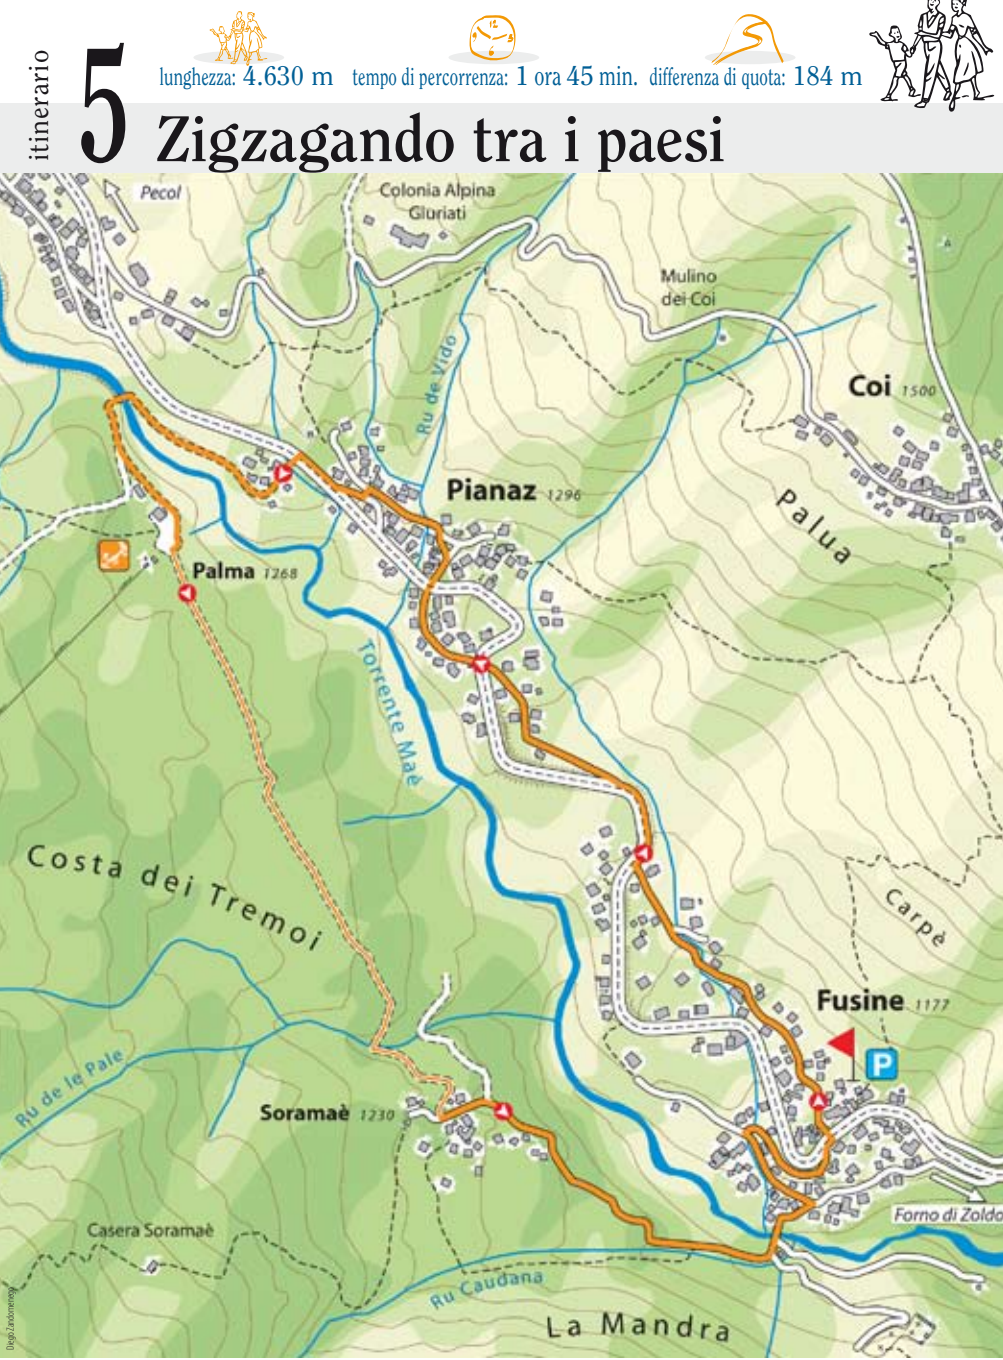 itinerario
5
lunghezza: 4.630 m tempo di percorrenza: 1 ora 45 min. differenza di quota: 184 m
Zigzagando tra i paesi
Pecol
Colonia Alpina
Giuriati
Mulino
dei Coi
Ru de Vido
Coi 1500
Pianaz 1296
Palua
Palma 1268
Torrente Maè
Costa dei Tremoi
Carpè
Fusine 1177
P
Ru de le Pale
Soramaè 1230
Forno di Zoldo
Casera Soramaè
Ru Caudana
La Mandra
Diego Zandomenego